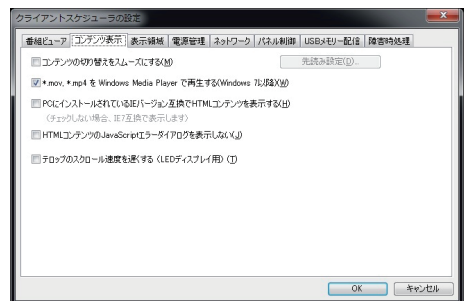 クライアントスケジューラの設定
番組ビューア コンテンツ表示 表示領域 電源管理 ネットワーク パネル制御 USBメモリー配信 障害時処理
コンテンツの切り替えをスムーズにする(M) 先読み設定(D)...
*.mov, *.mp4 を Windows Media Player で再生する(Windows 7以降)(W)
PCにインストールされているIEバージョン互換でHTMLコンテンツを表示する(H)
(チェックしない場合、IE7互換で表示します)
HTMLコンテンツのJavaScriptエラーダイアログを表示しない(J)
テロップのスクロール速度を遅くする (LEDディスプレイ用) (T)
OK キャンセル